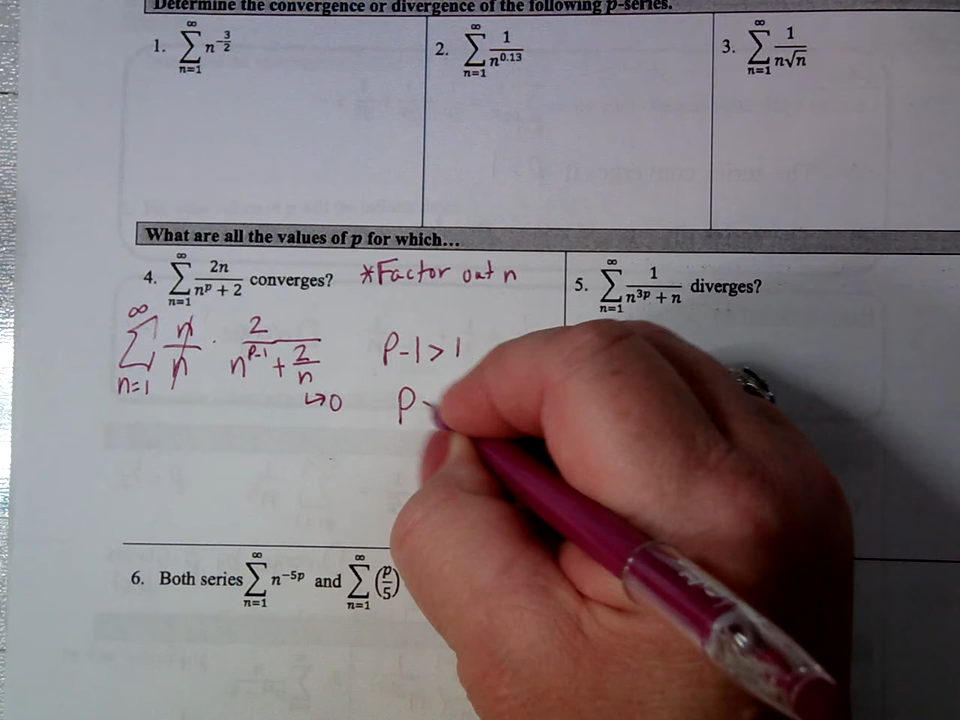 Determine the convergence or divergence of the following p-series.
1. ∞ ∑ n=1 n^(-3/2)
2. ∞ ∑ n=1 1/n^0.13
3. ∞ ∑ n=1 1/(n√n)
What are all the values of p for which…
4. ∞ ∑ n=1 2n/(n^p + 2) converges? *Factor out n
5. ∞ ∑ n=1 1/(n^3p + n) diverges?
∞ ∑ n=1 n/n · 2/(n^(P-1) + 2/n) P-1 > 1
↳0 P
6. Both series ∞ ∑ n=1 n^(-5p) and ∞ ∑ n=1 (p/5)